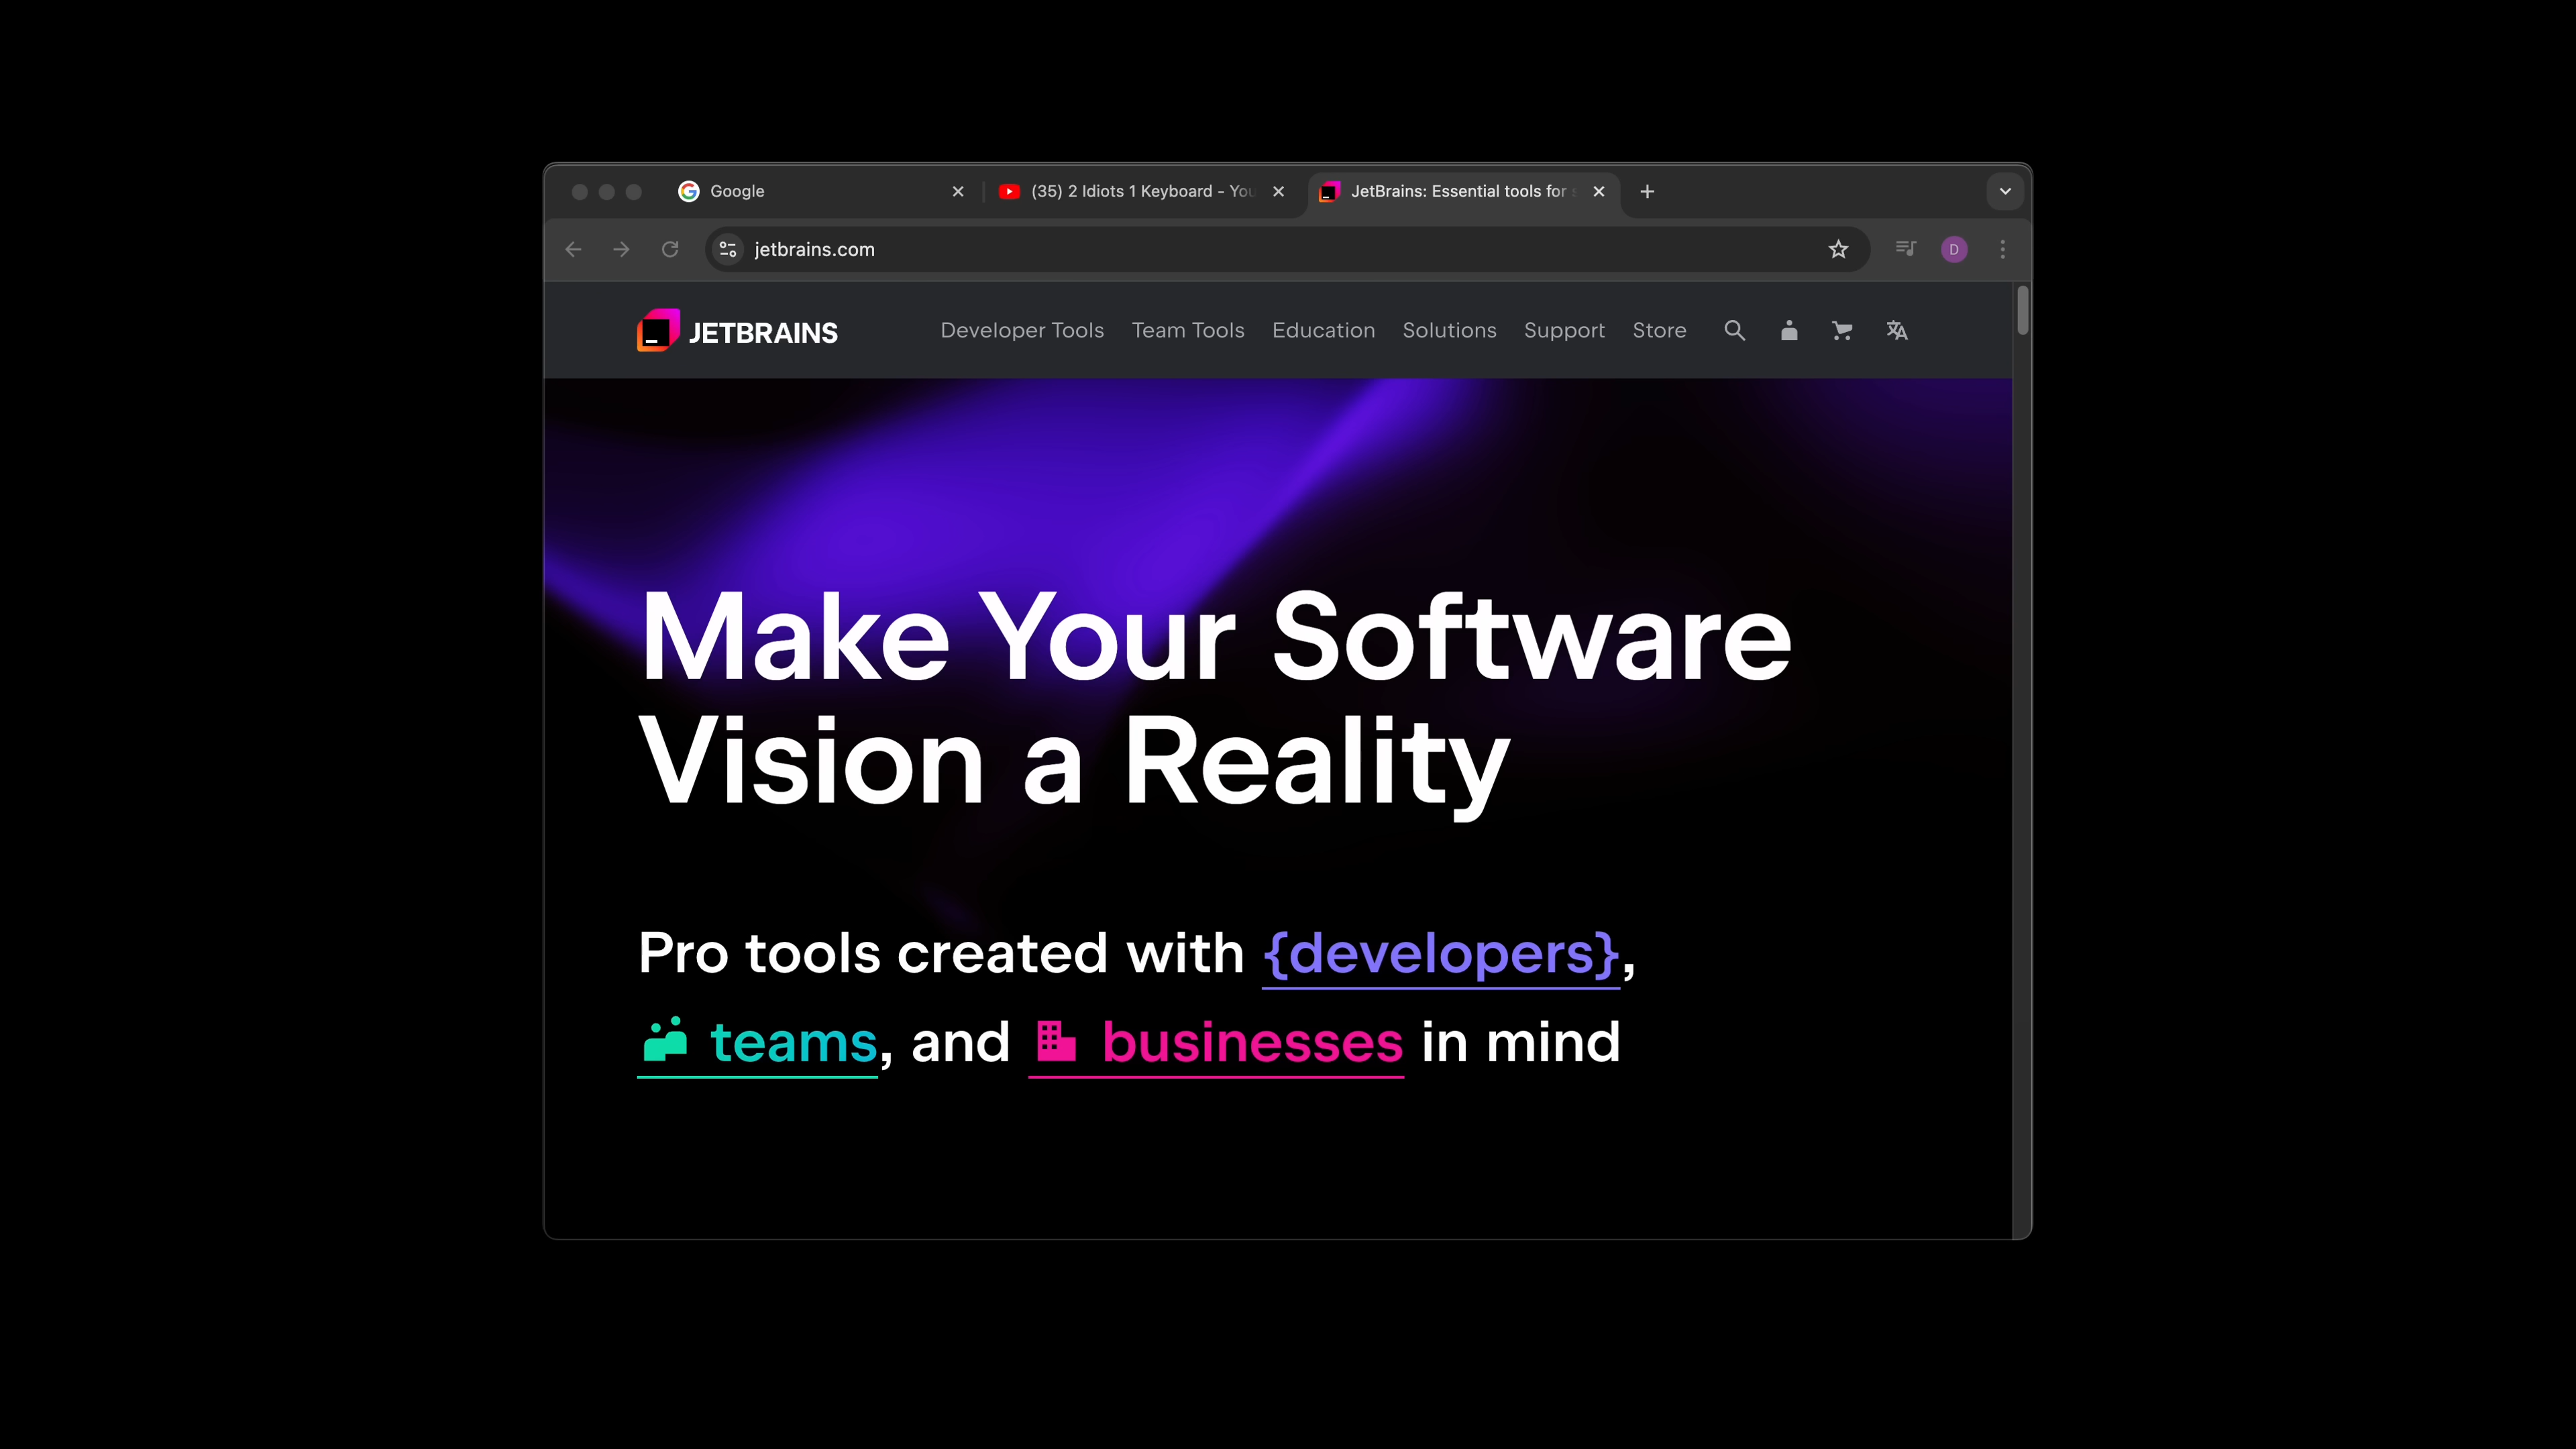 Google
(35) 2 Idiots 1 Keyboard - You
JetBrains: Essential tools for
jetbrains.com
D
JETBRAINS
Developer Tools Team Tools Education Solutions Support Store
Make Your Software
Vision a Reality
Pro tools created with {developers},
teams, and businesses in mind